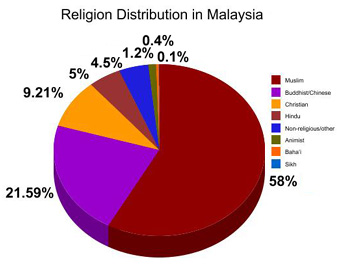 Religion Distribution in Malaysia
0.4%
1.2%
0.1%
4.5%
5%
9.21%
21.59%
58%
Muslim
Buddhist/Chinese
Christian
Hindu
Non-religious/other
Animist
Baha'i
Sikh